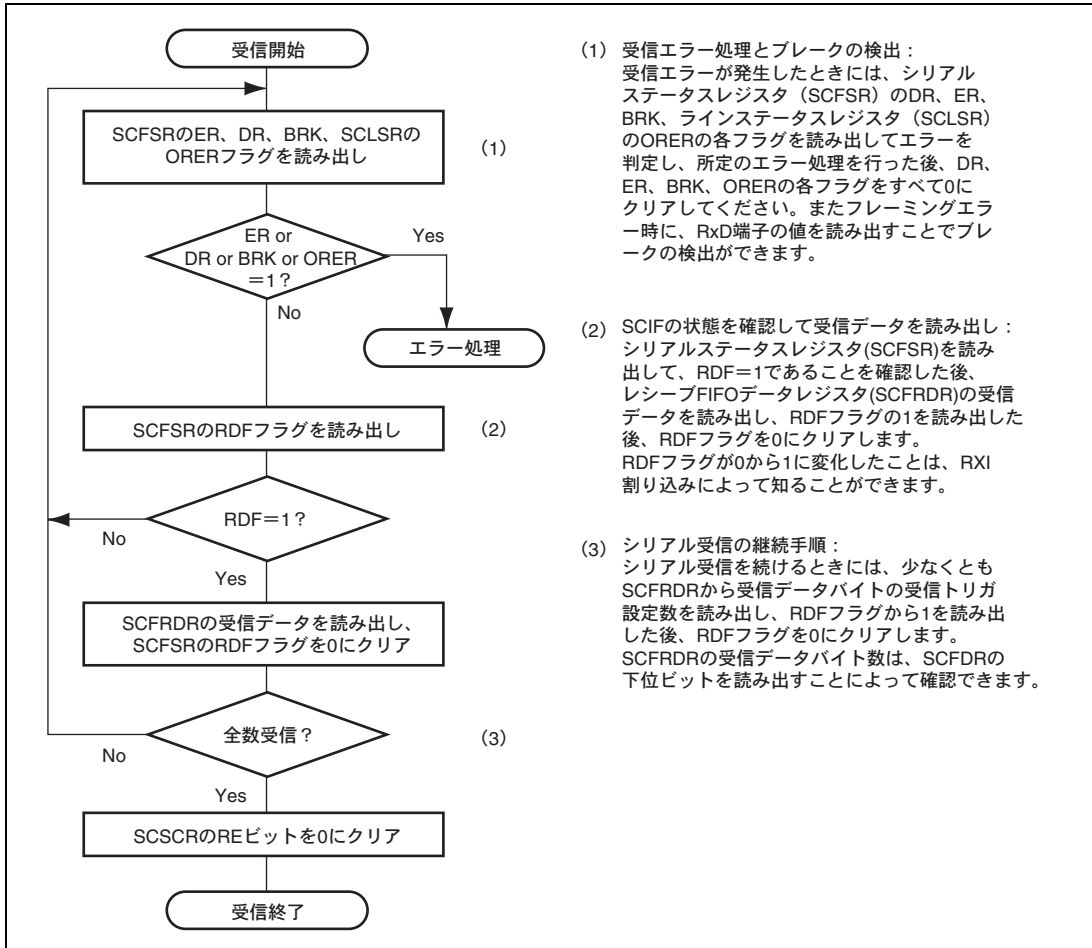 受信開始
SCFSRのER、DR、BRK、SCLSRの
ORERフラグを読み出し
(1)
ER or
DR or BRK or ORER
＝1？
Yes
No
エラー処理
SCFSRのRDFフラグを読み出し
(2)
RDF＝1？
No
Yes
SCFRDRの受信データを読み出し、
SCFSRのRDFフラグを0にクリア
全数受信？
(3)
No
Yes
SCSCRのREビットを0にクリア
受信終了
(1) 受信エラー処理とブレークの検出：
受信エラーが発生したときには、シリアル
ステータスレジスタ（SCFSR）のDR、ER、
BRK、ラインステータスレジスタ（SCLSR）
のORERの各フラグを読み出してエラーを
判定し、所定のエラー処理を行った後、DR、
ER、BRK、ORERの各フラグをすべて0に
クリアしてください。またフレーミングエラ
ー時に、RxD端子の値を読み出すことでブレ
ークの検出ができます。
(2) SCIFの状態を確認して受信データを読み出し：
シリアルステータスレジスタ(SCFSR)を読み
出して、RDF＝1であることを確認した後、
レシーブFIFOデータレジスタ(SCFRDR)の受信
データを読み出し、RDFフラグの1を読み出した
後、RDFフラグを0にクリアします。
RDFフラグが0から1に変化したことは、RXI
割り込みによって知ることができます。
(3) シリアル受信の継続手順：
シリアル受信を続けるときには、少なくとも
SCFRDRから受信データバイトの受信トリガ
設定数を読み出し、RDFフラグから1を読み出
した後、RDFフラグを0にクリアします。
SCFRDRの受信データバイト数は、SCFDRの
下位ビットを読み出すことによって確認できます。